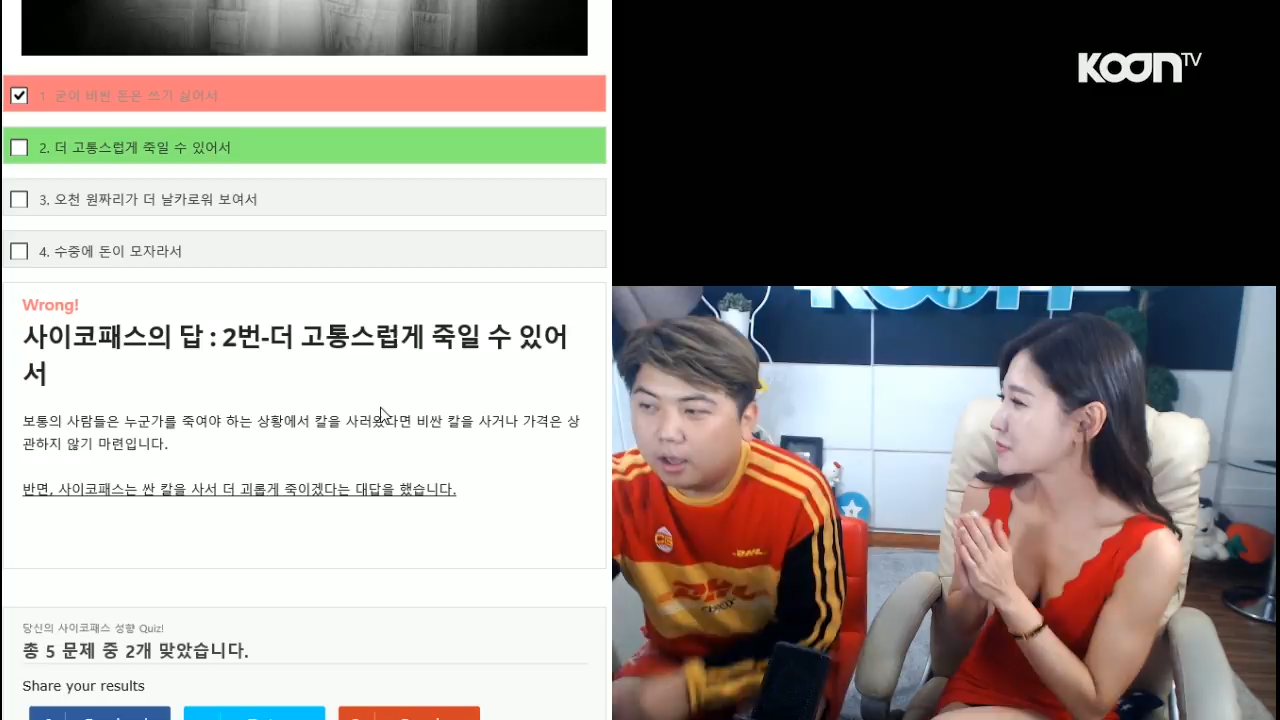 KOON TV
1. 굳이 비싼 돈은 쓰기 싫어서
2. 더 고통스럽게 죽일 수 있어서
3. 오천 원짜리가 더 날카로워 보여서
4. 수중에 돈이 모자라서
Wrong!
사이코패스의 답 : 2번-더 고통스럽게 죽일 수 있어
서
보통의 사람들은 누군가를 죽여야 하는 상황에서 칼을 사러왔다면 비싼 칼을 사거나 가격은 상
관하지 않기 마련입니다.
반면, 사이코패스는 싼 칼을 사서 더 괴롭게 죽이겠다는 대답을 했습니다.
당신의 사이코패스 성향 Quiz!
총 5 문제 중 2개 맞았습니다.
Share your results
DHL